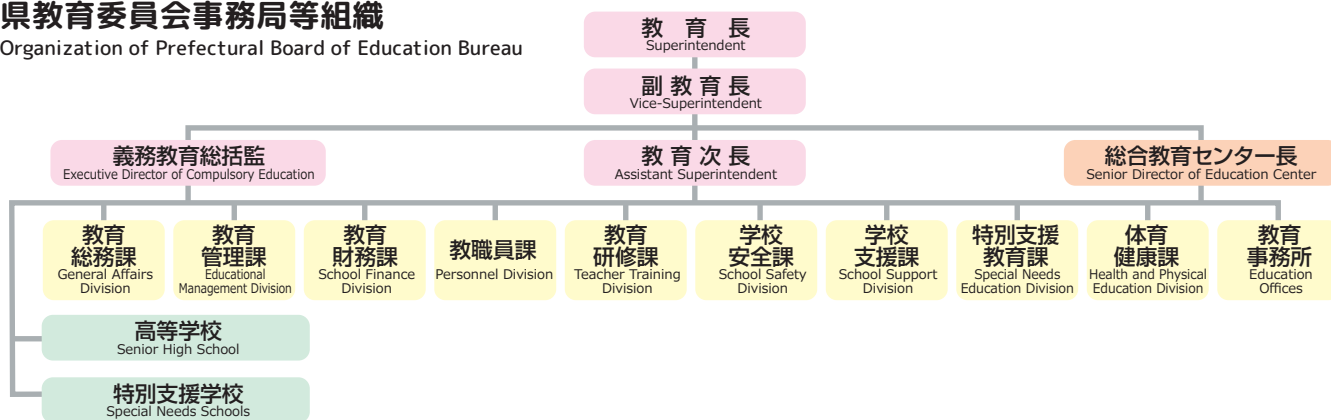 県教育委員会事務局等組織
Organization of Prefectural Board of Education Bureau
教 育 長
Superintendent
副 教 育 長
Vice-Superintendent
義務教育総括監
Executive Director of Compulsory Education
教 育 次 長
Assistant Superintendent
総合教育センター長
Senior Director of Education Center
教育
総務課
General Affairs
Division
教育
管理課
Educational
Management Division
教育
財務課
School Finance
Division
教職員課
Personnel Division
教育
研修課
Teacher Training
Division
学校
安全課
School Safety
Division
学校
支援課
School Support
Division
特別支援
教育課
Special Needs
Education Division
体育
健康課
Health and Physical
Education Division
教育
事務所
Education
Offices
高等学校
Senior High School
特別支援学校
Special Needs Schools